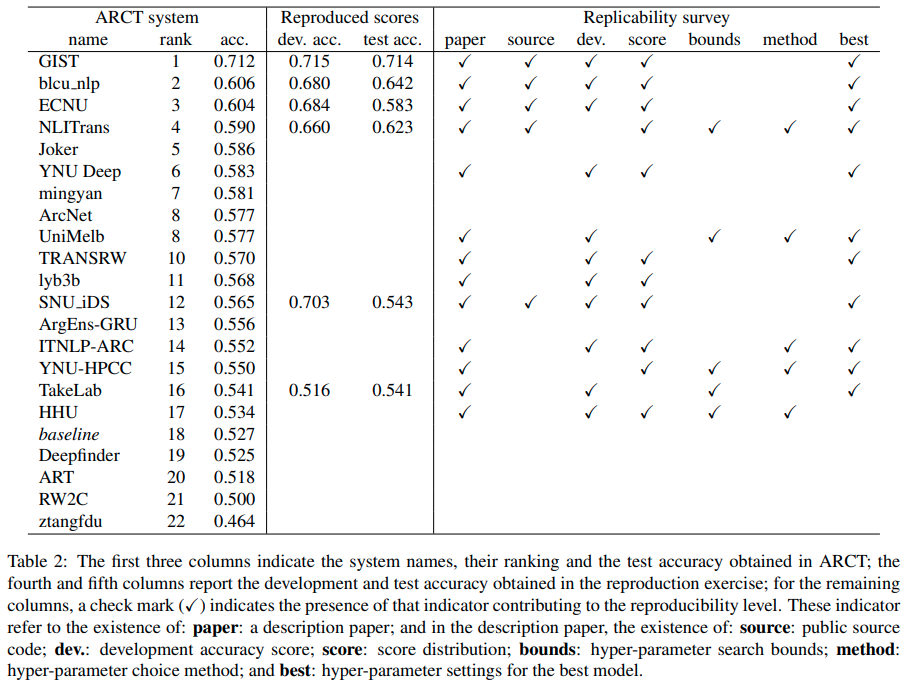 ARCT system Reproduced scores Replicability survey
name rank acc. dev. acc. test acc. paper source dev. score bounds method best
GIST 1 0.712 0.715 0.714 ✓ ✓ ✓ ✓ ✓
blcu_nlp 2 0.606 0.680 0.642 ✓ ✓ ✓ ✓ ✓
ECNU 3 0.604 0.684 0.583 ✓ ✓ ✓ ✓ ✓
NLITrans 4 0.590 0.660 0.623 ✓ ✓ ✓ ✓ ✓ ✓
Joker 5 0.586
YNU Deep 6 0.583 ✓ ✓ ✓ ✓
mingyan 7 0.581
ArcNet 8 0.577
UniMelb 8 0.577 ✓ ✓ ✓ ✓ ✓
TRANSRW 10 0.570 ✓ ✓ ✓ ✓
lyb3b 11 0.568 ✓ ✓ ✓
SNU_iDS 12 0.565 0.703 0.543 ✓ ✓ ✓ ✓ ✓
ArgEns-GRU 13 0.556
ITNLP-ARC 14 0.552 ✓ ✓ ✓ ✓ ✓
YNU-HPCC 15 0.550 ✓ ✓ ✓ ✓ ✓
TakeLab 16 0.541 0.516 0.541 ✓ ✓ ✓ ✓
HHU 17 0.534 ✓ ✓ ✓ ✓ ✓
baseline 18 0.527
Deepfinder 19 0.525
ART 20 0.518
RW2C 21 0.500
ztangfdu 22 0.464
Table 2: The first three columns indicate the system names, their ranking and the test accuracy obtained in ARCT; the
fourth and fifth columns report the development and test accuracy obtained in the reproduction exercise; for the remaining
columns, a check mark (✓) indicates the presence of that indicator contributing to the reproducibility level. These indicator
refer to the existence of: paper: a description paper; and in the description paper, the existence of: source: public source
code; dev.: development accuracy score; score: score distribution; bounds: hyper-parameter search bounds; method:
hyper-parameter choice method; and best: hyper-parameter settings for the best model.